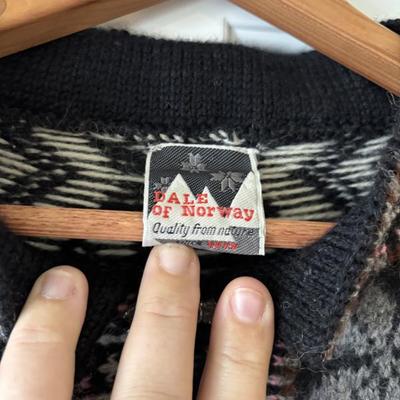 DALE
OF Norway
Quality from nature